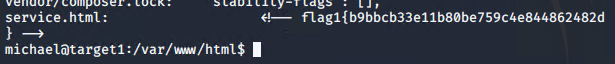 vendor/composer.lock:    "stability-flags": [],
service.html:                    <!-- flag1{b9bbcb33e11b80be759c4e844862482d
} -->
michael@target1:/var/www/html$